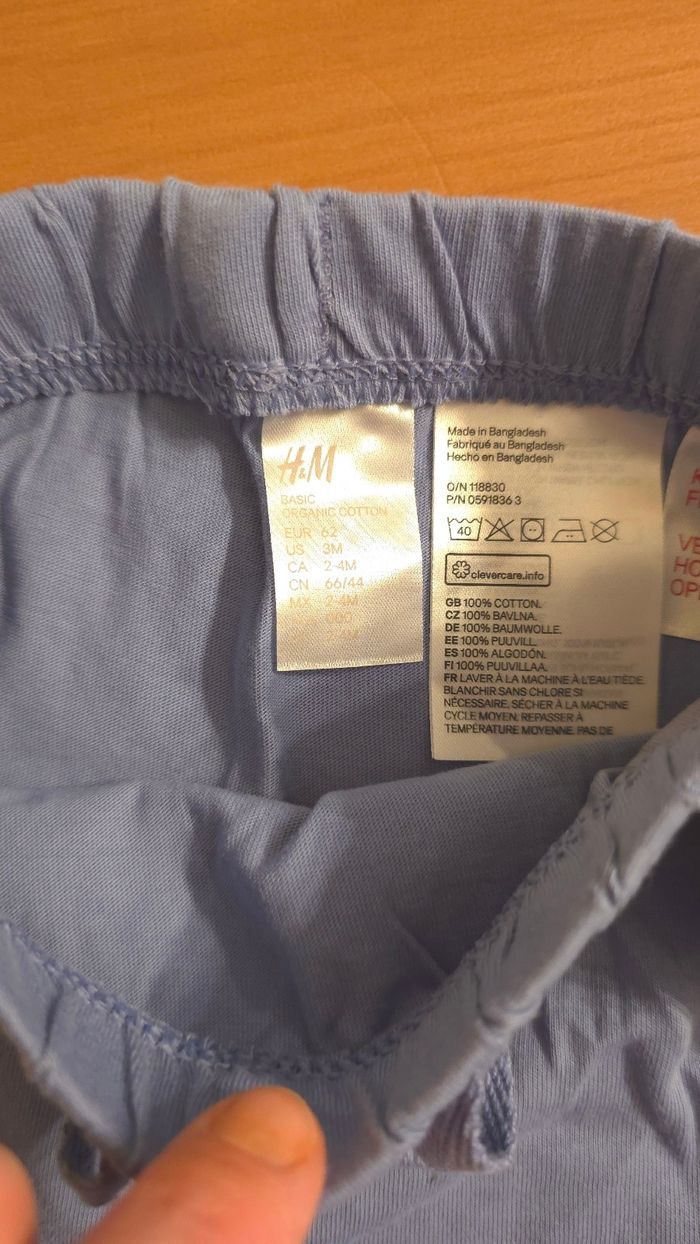 H&M
BASIC
ORGANIC COTTON
EUR 62
US 3M
CA 2-4M
CN 66/44
MX 2-4M
000
2-4M
Made in Bangladesh
Fabriqué au Bangladesh
Hecho en Bangladesh
O/N 118830
P/N 0591836 3
40
clevercare.info
GB 100% COTTON.
CZ 100% BAVLNA.
DE 100% BAUMWOLLE.
EE 100% PUUVILL.
ES 100% ALGODÓN.
FI 100% PUUVILLAA.
FR LAVER À LA MACHINE À L'EAU TIÈDE.
BLANCHIR SANS CHLORE SI
NÉCESSAIRE. SÉCHER À LA MACHINE
CYCLE MOYEN. REPASSER À
TEMPÉRATURE MOYENNE. PAS DE